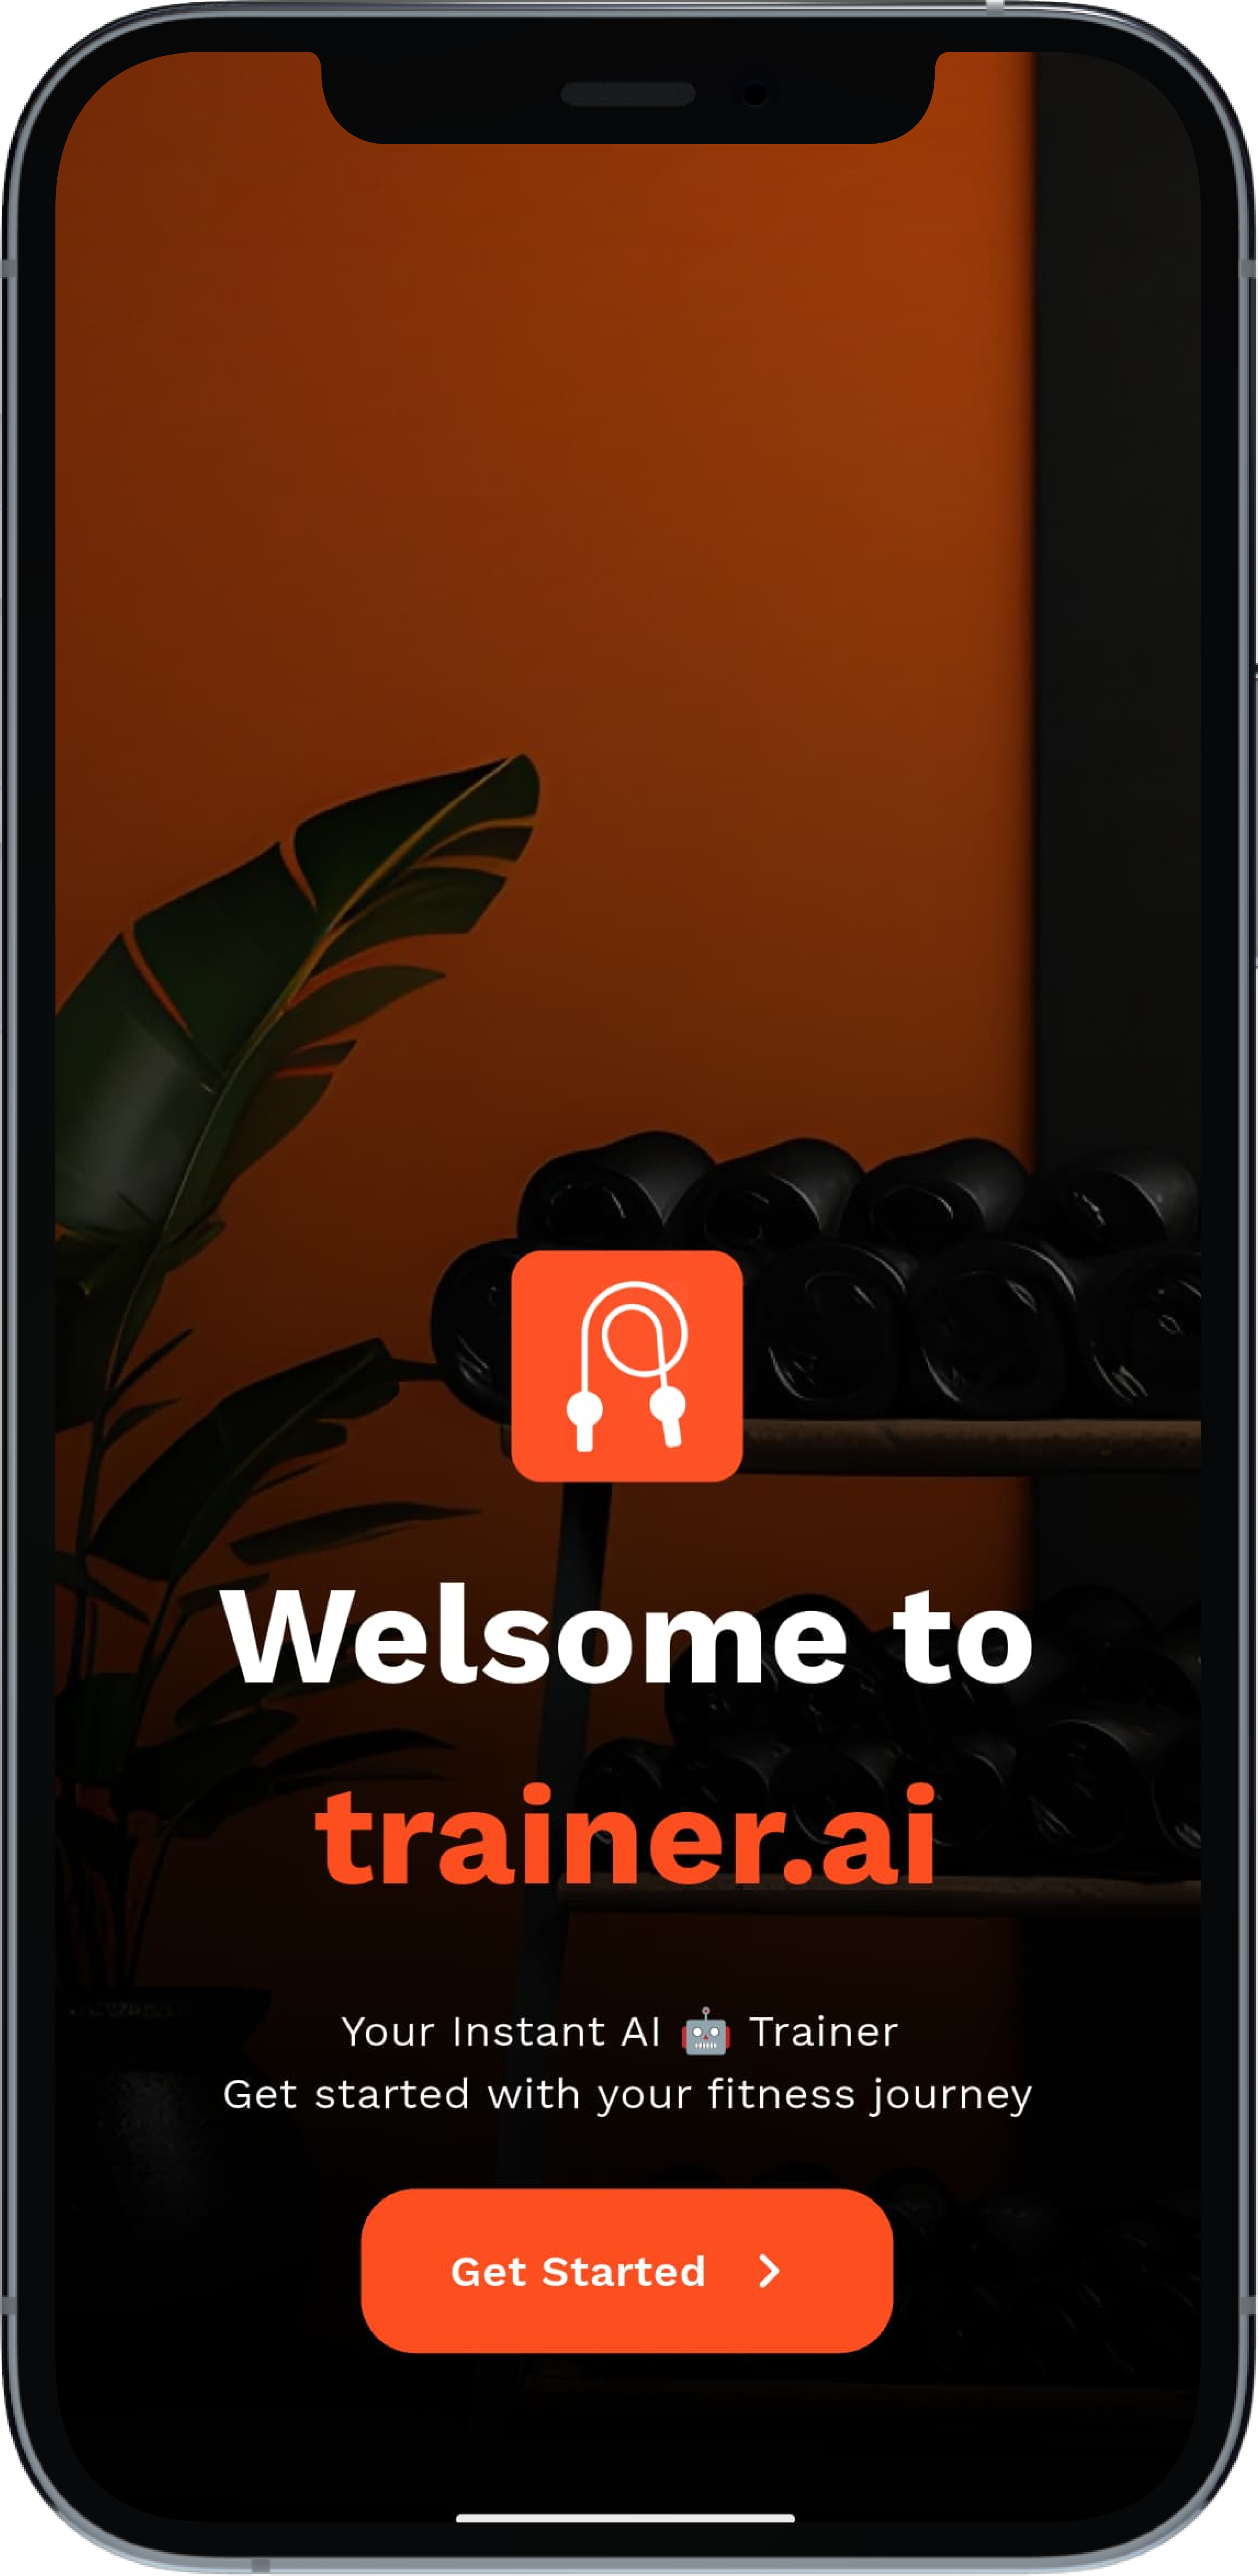 Welsome to
trainer.ai
Your Instant AI 🤖 Trainer
Get started with your fitness journey
Get Started